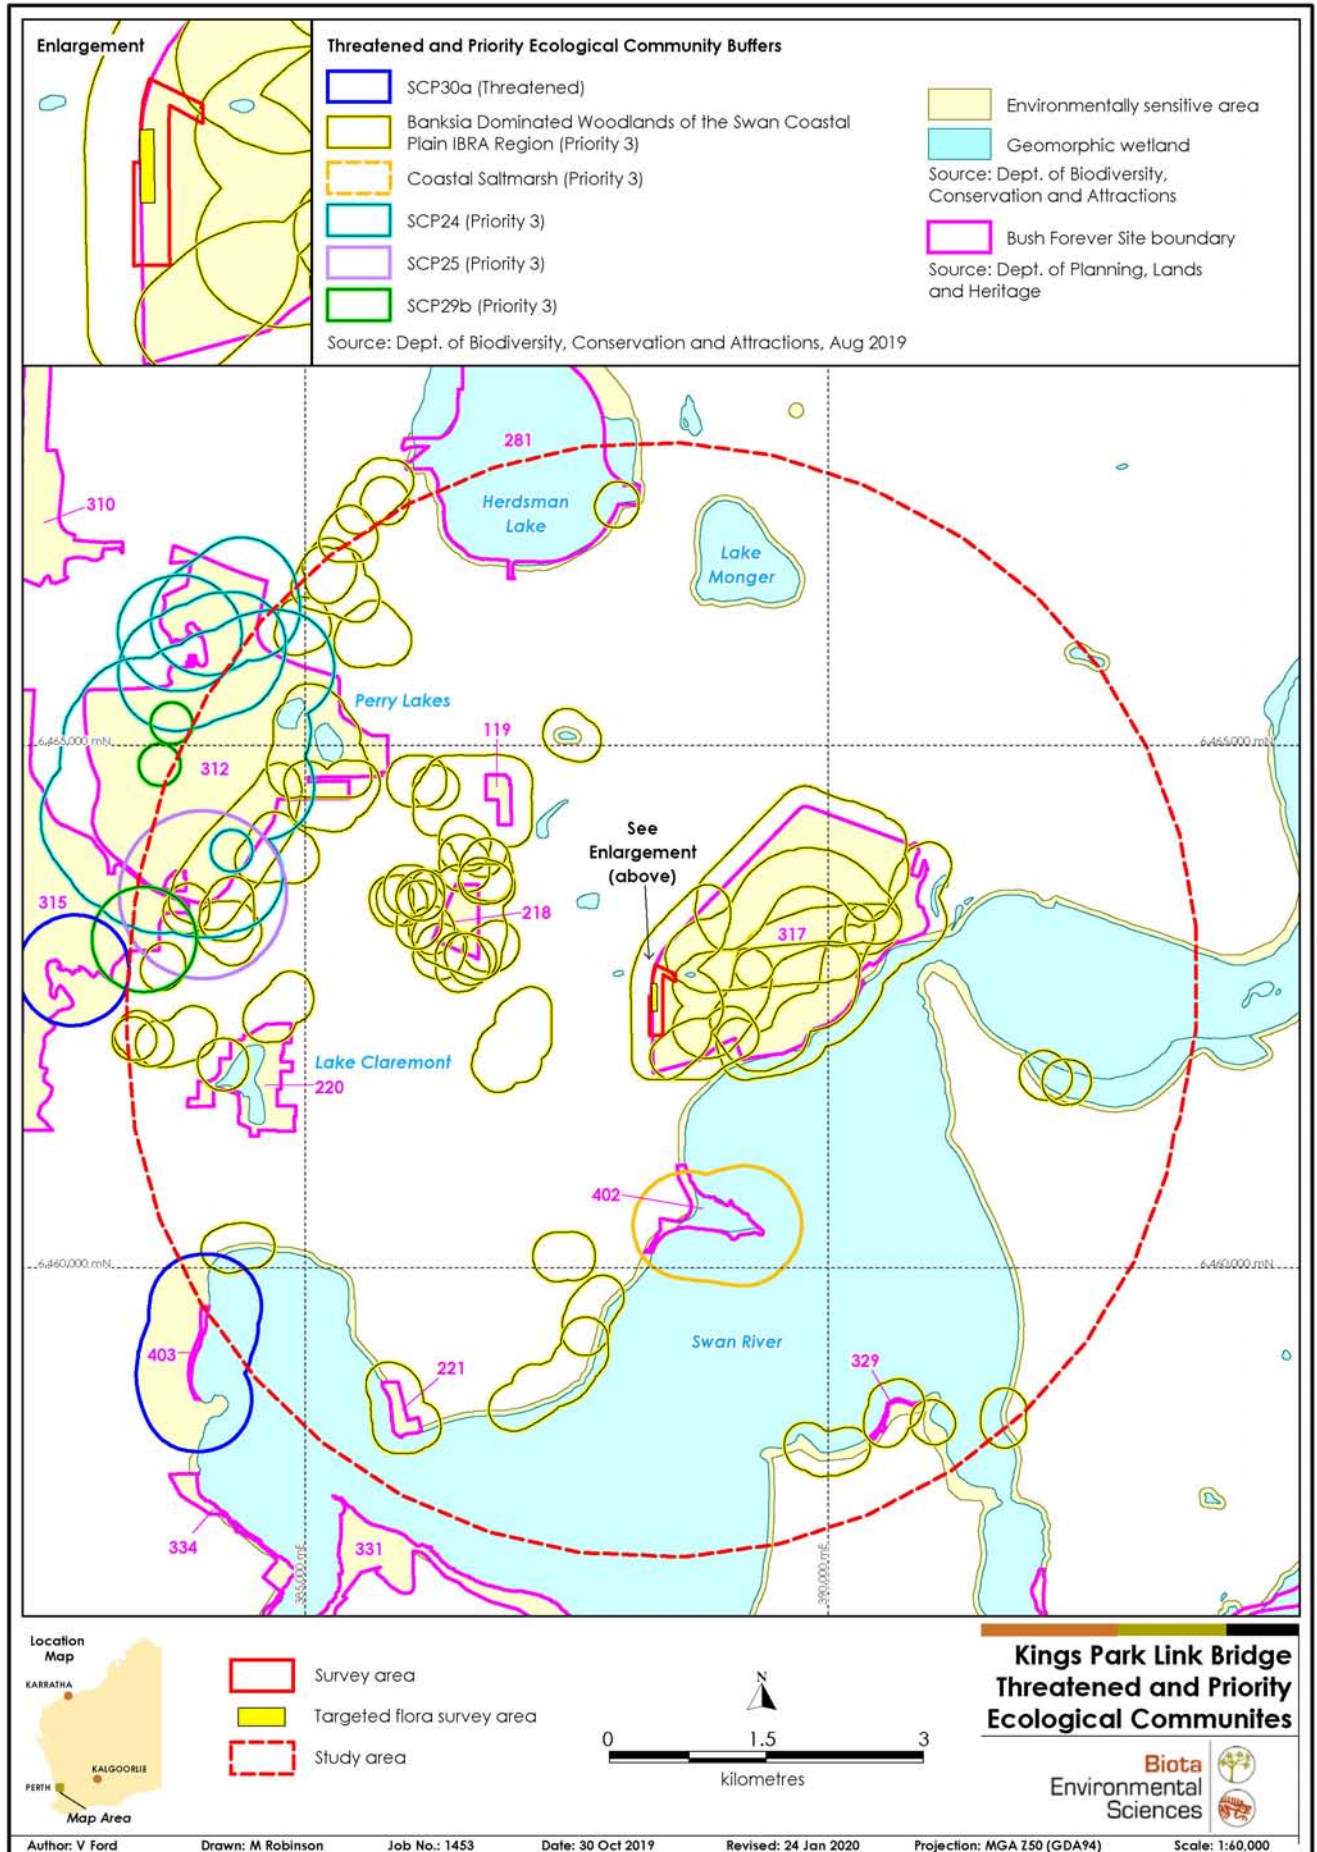 Enlargement
Threatened and Priority Ecological Community Buffers
SCP30a (Threatened)
Banksia Dominated Woodlands of the Swan Coastal
Plain IBRA Region (Priority 3)
Coastal Saltmarsh (Priority 3)
SCP24 (Priority 3)
SCP25 (Priority 3)
SCP29b (Priority 3)
Source: Dept. of Biodiversity, Conservation and Attractions, Aug 2019
Environmentally sensitive area
Geomorphic wetland
Source: Dept. of Biodiversity,
Conservation and Attractions
Bush Forever Site boundary
Source: Dept. of Planning, Lands
and Heritage
281
310
Herdsman
Lake
Lake
Monger
Perry Lakes
119
6,465,000 mN
6,465,000 mN
312
See
Enlargement
(above)
315
218
317
Lake Claremont
220
402
6,460,000 mN
6,460,000 mN
Swan River
403
221
329
334
331
385,000 mE
390,000 mE
Location
Map
KARRATHA
KALGOORLIE
PERTH
Map Area
Survey area
Targeted flora survey area
Study area
N
0 1.5 3
kilometres
Kings Park Link Bridge
Threatened and Priority
Ecological Communites
Biota
Environmental
Sciences
Author: V Ford Drawn: M Robinson Job No.: 1453 Date: 30 Oct 2019 Revised: 24 Jan 2020 Projection: MGA Z50 (GDA94) Scale: 1:60,000